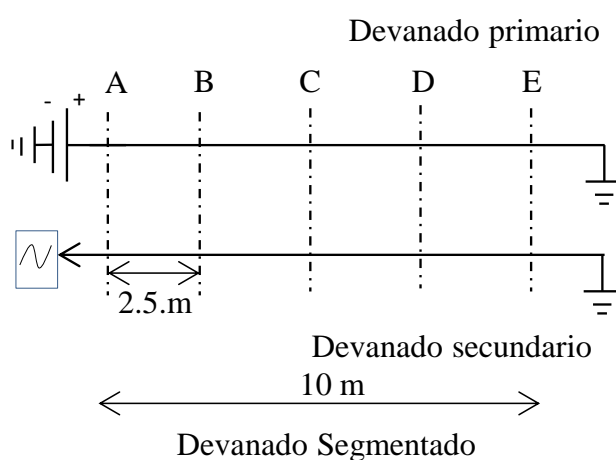 Devanado primario
A B C D E
- +
2.5.m
Devanado secundario
10 m
Devanado Segmentado